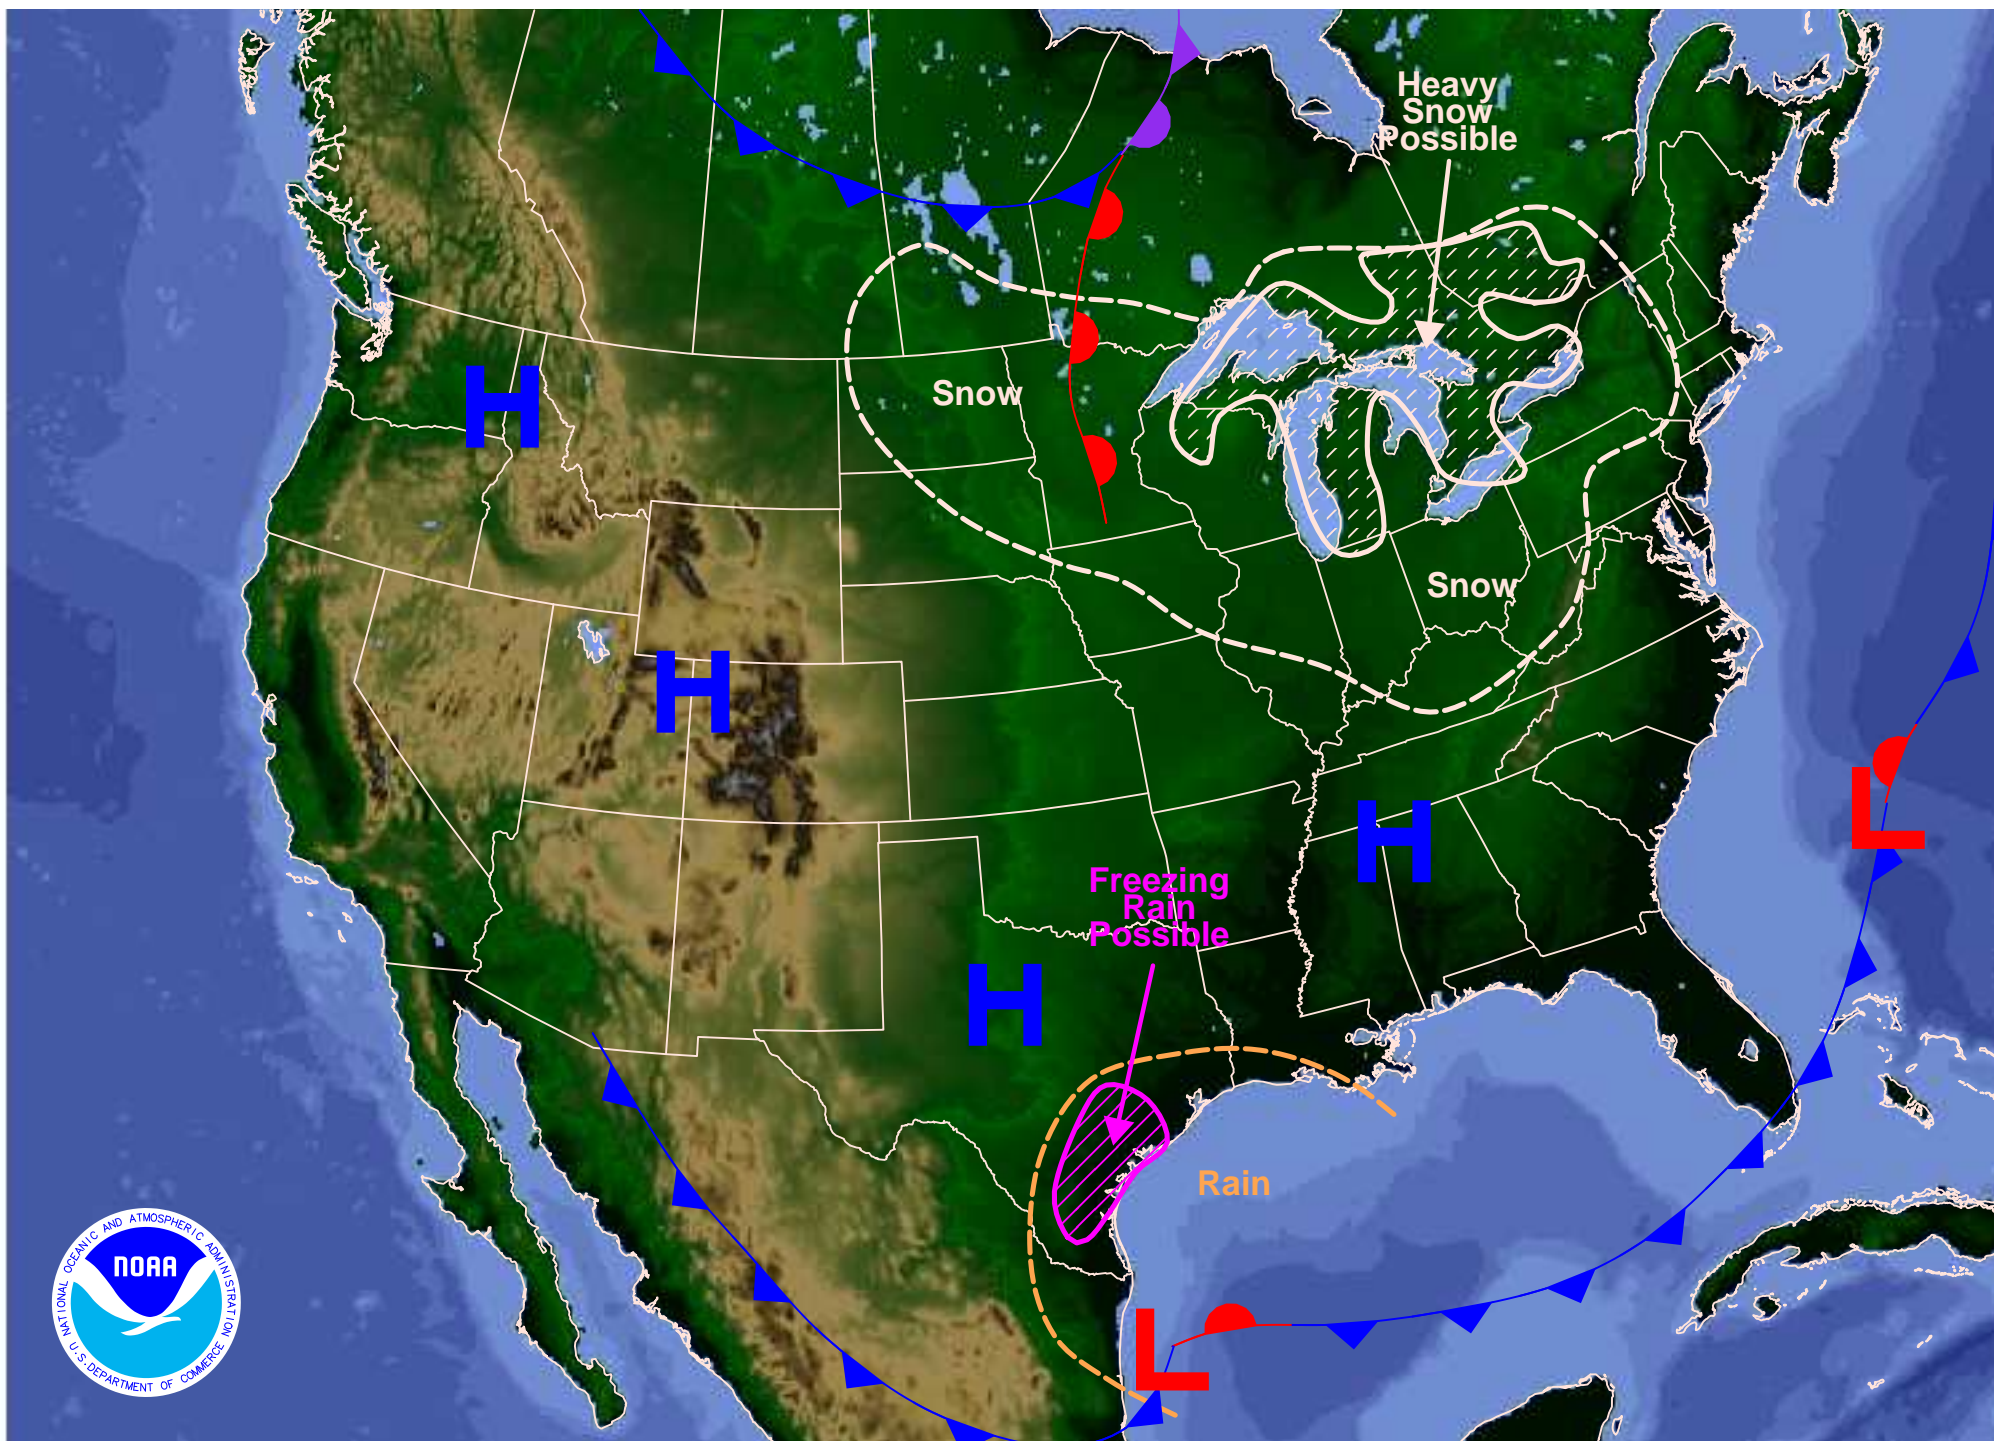 Heavy
Snow
Possible
Snow
H
H
Snow
H
L
Freezing
Rain
Possible
H
Rain
L
NATIONAL OCEANIC AND ATMOSPHERIC ADMINISTRATION
NOAA
U.S. DEPARTMENT OF COMMERCE